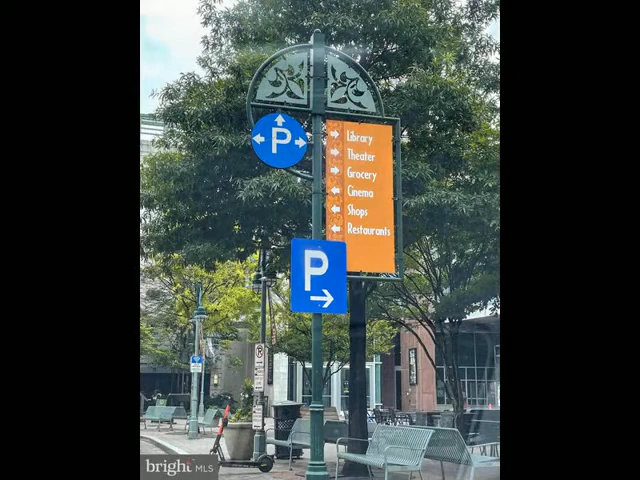 P
Library
Theater
Grocery
Cinema
Shops
Restaurants
P
bright MLS